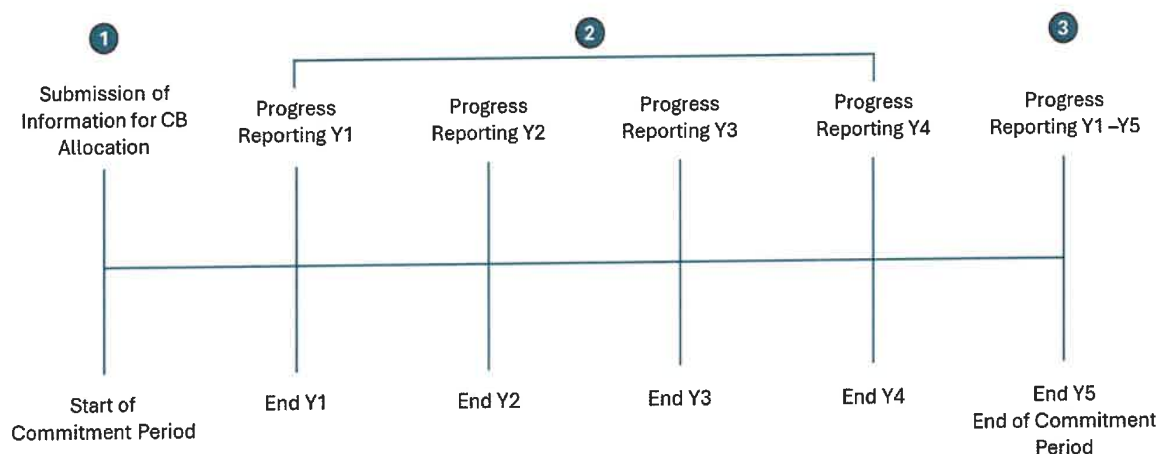 1
2
3
Submission of
Information for CB
Allocation
Progress
Reporting Y1
Progress
Reporting Y2
Progress
Reporting Y3
Progress
Reporting Y4
Progress
Reporting Y1 –Y5
Start of
Commitment Period
End Y1
End Y2
End Y3
End Y4
End Y5
End of Commitment
Period